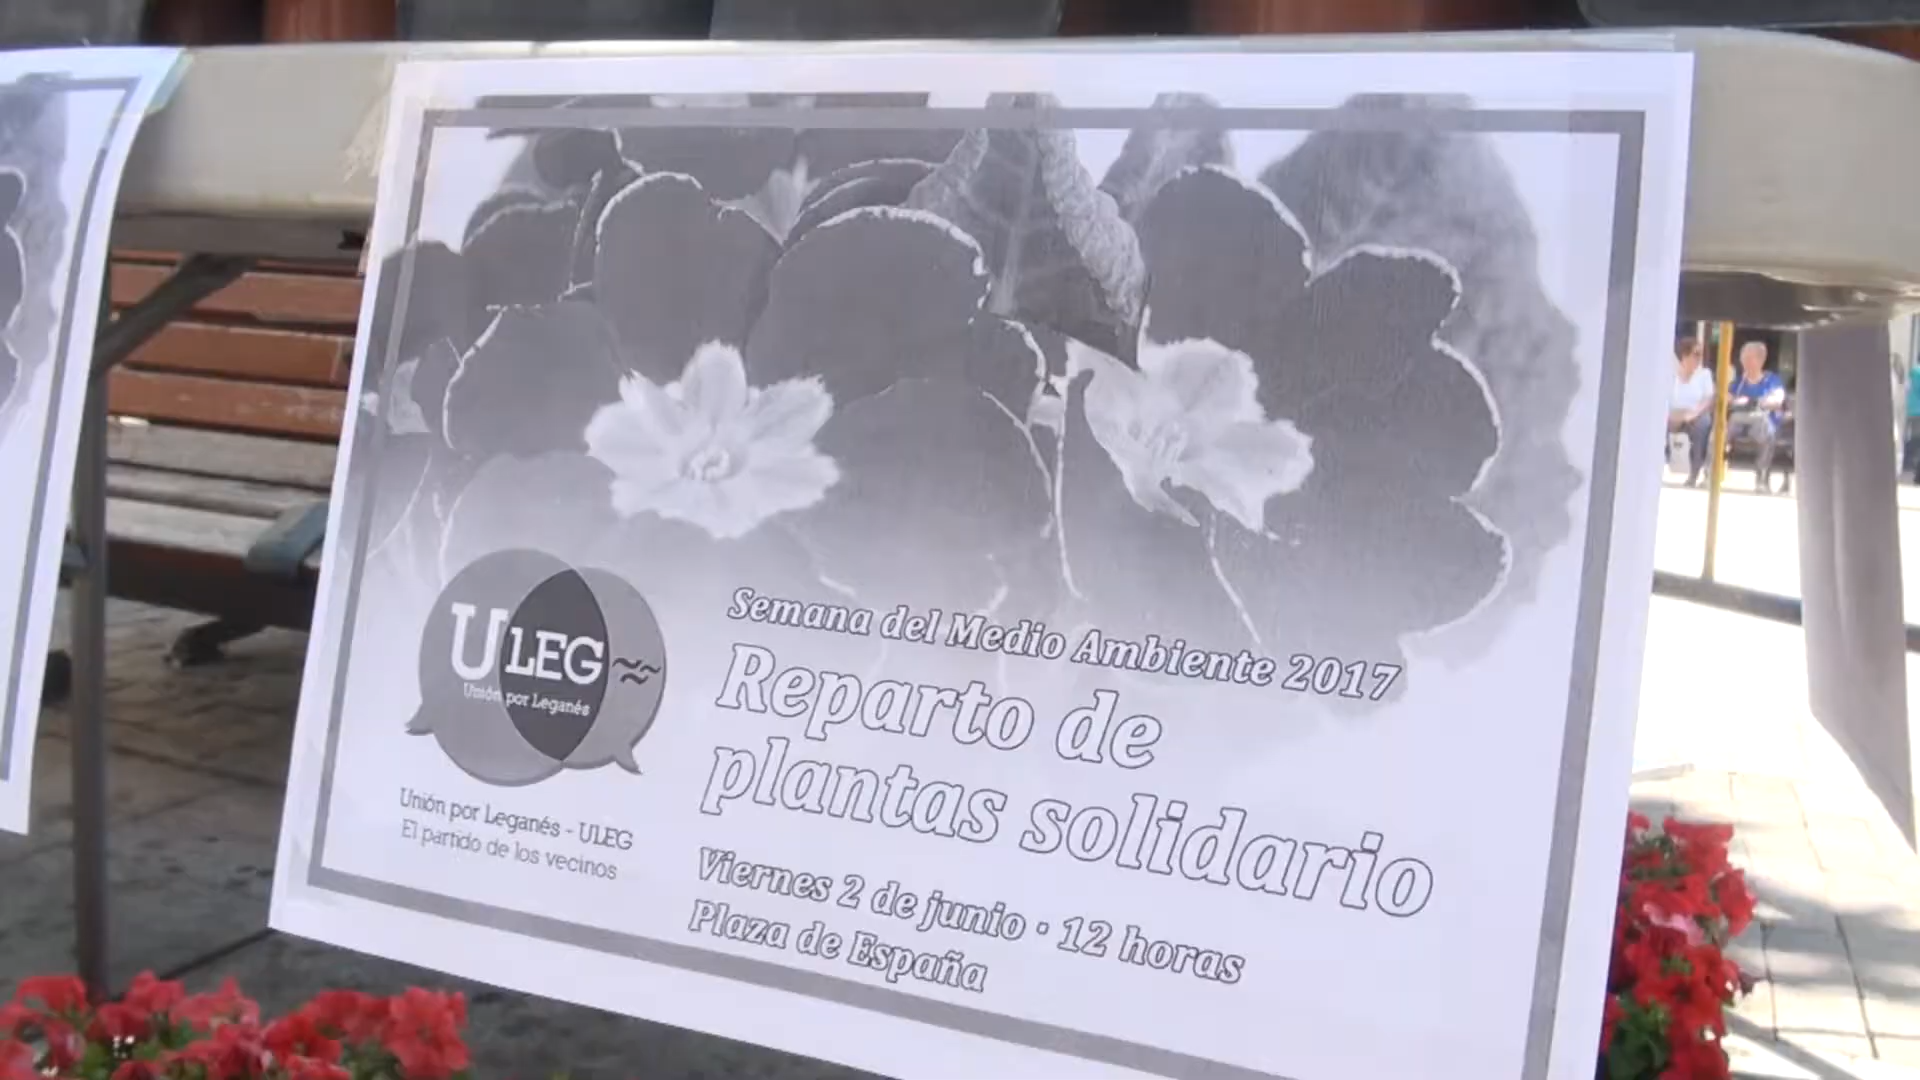 ULEG
Unión por Leganés
Unión por Leganés - ULEG
El partido de los vecinos
Semana del Medio Ambiente 2017
Reparto de
plantas solidario
Viernes 2 de junio · 12 horas
Plaza de España